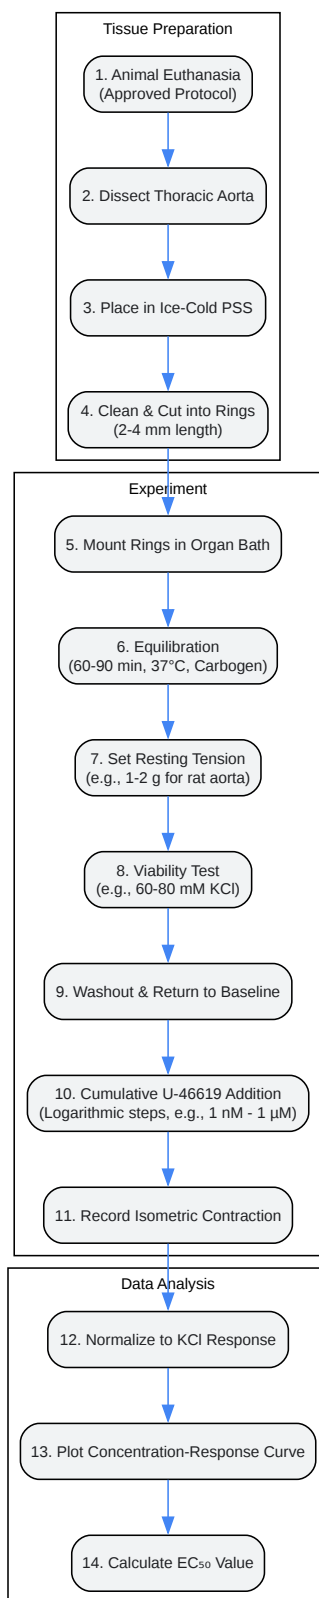 Tissue Preparation
1. Animal Euthanasia
(Approved Protocol)
2. Dissect Thoracic Aorta
3. Place in Ice-Cold PSS
4. Clean & Cut into Rings
(2-4 mm length)
Experiment
5. Mount Rings in Organ Bath
6. Equilibration
(60-90 min, 37°C, Carbogen)
7. Set Resting Tension
(e.g., 1-2 g for rat aorta)
8. Viability Test
(e.g., 60-80 mM KCl)
9. Washout & Return to Baseline
10. Cumulative U-46619 Addition
(Logarithmic steps, e.g., 1 nM - 1 µM)
11. Record Isometric Contraction
Data Analysis
12. Normalize to KCl Response
13. Plot Concentration-Response Curve
14. Calculate EC₅₀ Value